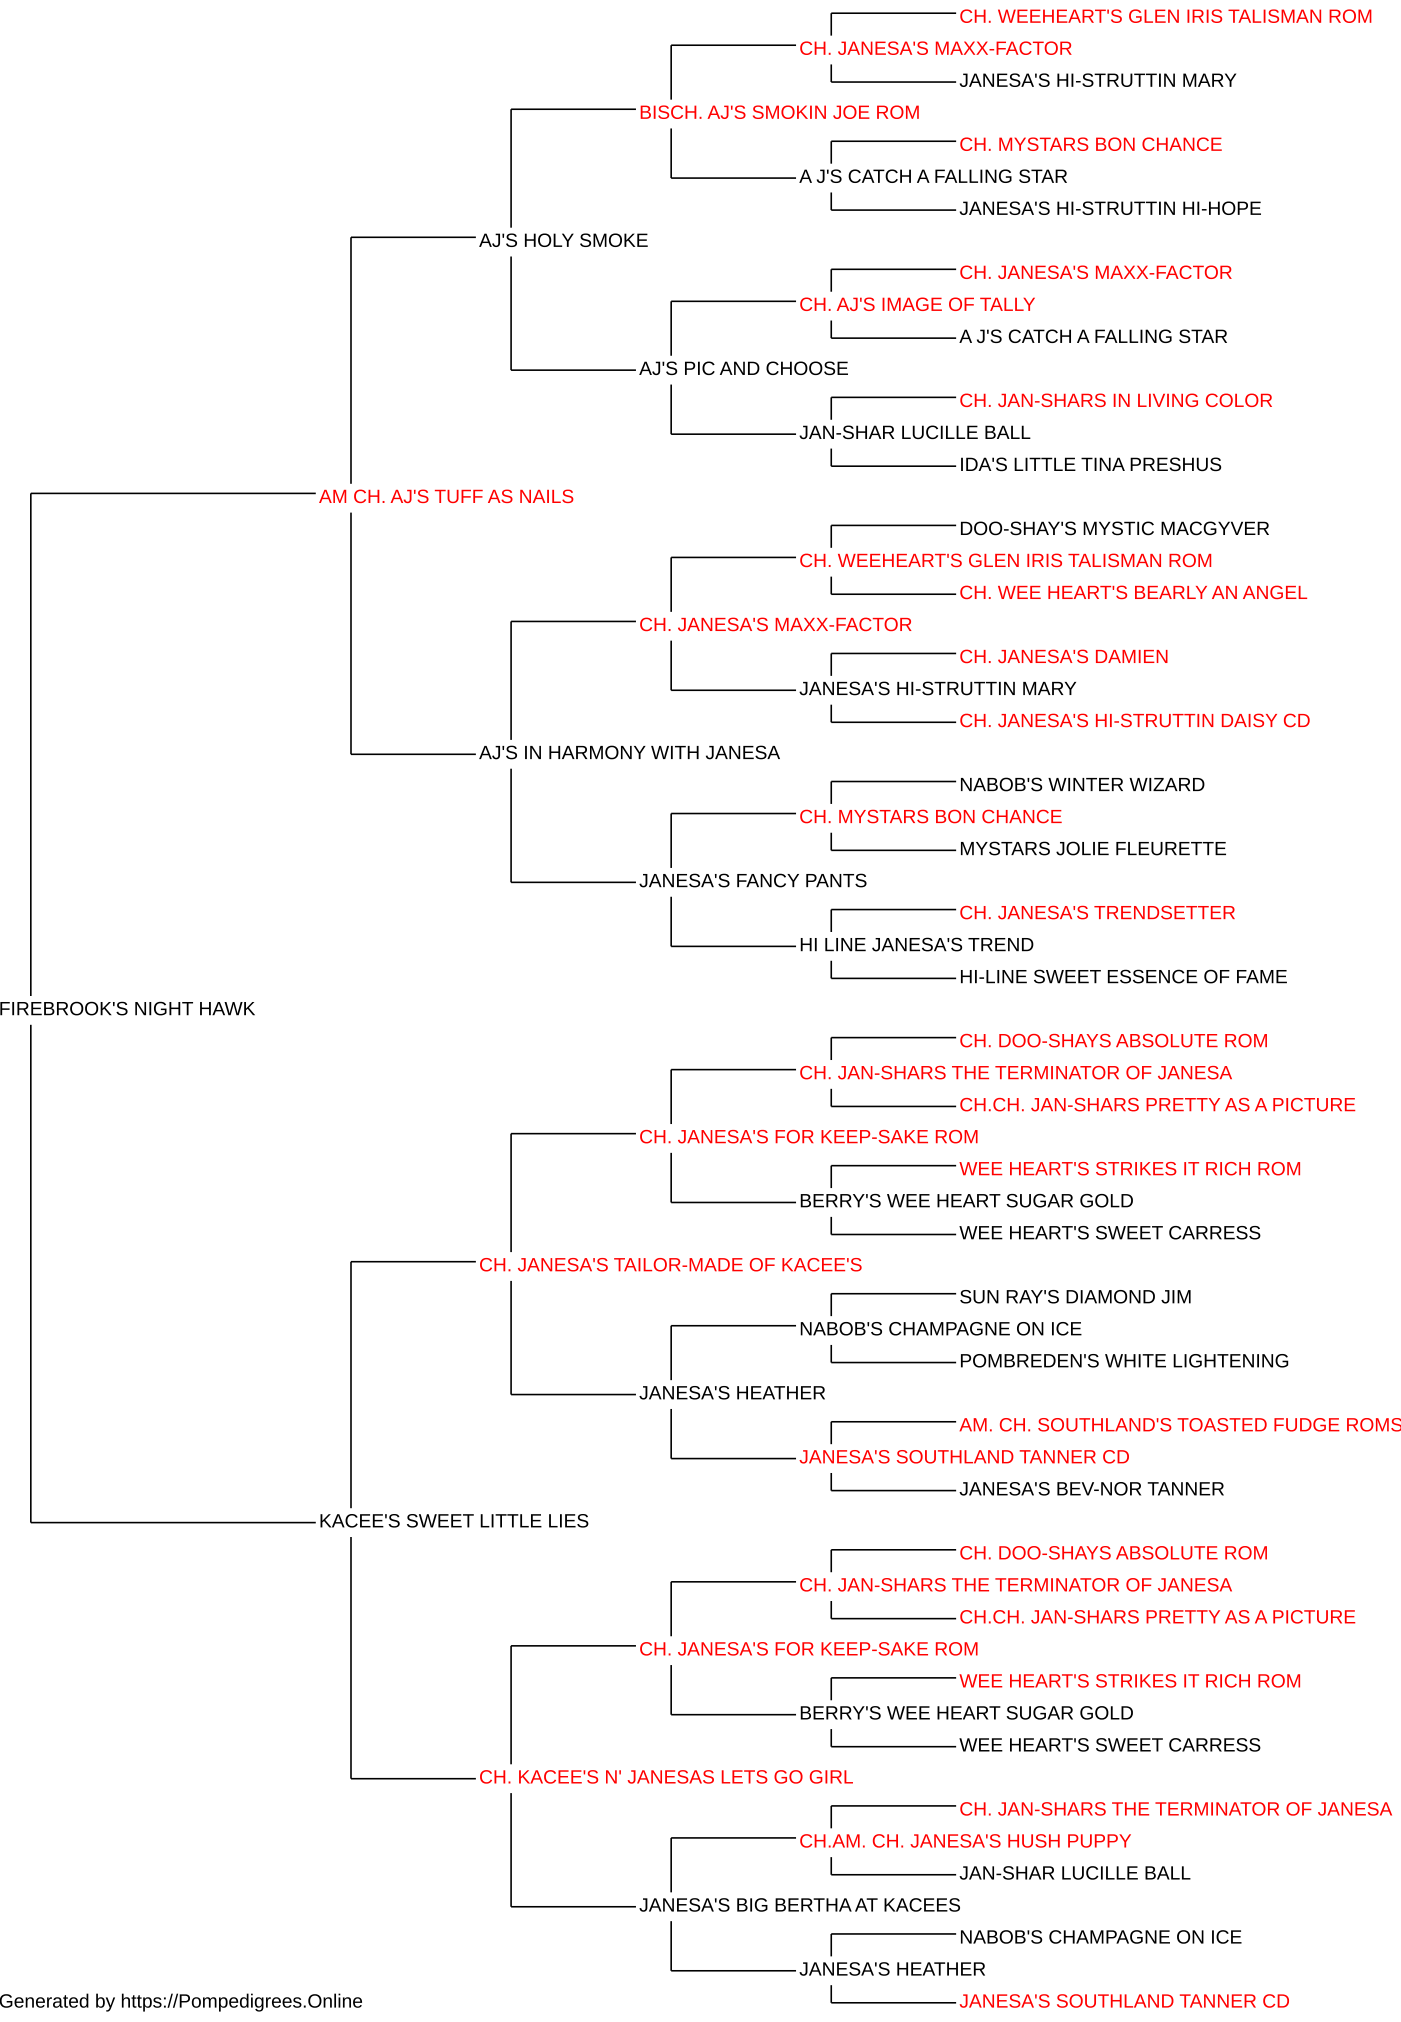 CH. WEEHEART'S GLEN IRIS TALISMAN ROM
CH. JANESA'S MAXX-FACTOR
JANESA'S HI-STRUTTIN MARY
BISCH. AJ'S SMOKIN JOE ROM
CH. MYSTARS BON CHANCE
A J'S CATCH A FALLING STAR
JANESA'S HI-STRUTTIN HI-HOPE
AJ'S HOLY SMOKE
CH. JANESA'S MAXX-FACTOR
CH. AJ'S IMAGE OF TALLY
A J'S CATCH A FALLING STAR
AJ'S PIC AND CHOOSE
CH. JAN-SHARS IN LIVING COLOR
JAN-SHAR LUCILLE BALL
IDA'S LITTLE TINA PRESHUS
AM CH. AJ'S TUFF AS NAILS
DOO-SHAY'S MYSTIC MACGYVER
CH. WEEHEART'S GLEN IRIS TALISMAN ROM
CH. WEE HEART'S BEARLY AN ANGEL
CH. JANESA'S MAXX-FACTOR
CH. JANESA'S DAMIEN
JANESA'S HI-STRUTTIN MARY
CH. JANESA'S HI-STRUTTIN DAISY CD
AJ'S IN HARMONY WITH JANESA
NABOB'S WINTER WIZARD
CH. MYSTARS BON CHANCE
MYSTARS JOLIE FLEURETTE
JANESA'S FANCY PANTS
CH. JANESA'S TRENDSETTER
HI LINE JANESA'S TREND
HI-LINE SWEET ESSENCE OF FAME
FIREBROOK'S NIGHT HAWK
CH. DOO-SHAYS ABSOLUTE ROM
CH. JAN-SHARS THE TERMINATOR OF JANESA
CH.CH. JAN-SHARS PRETTY AS A PICTURE
CH. JANESA'S FOR KEEP-SAKE ROM
WEE HEART'S STRIKES IT RICH ROM
BERRY'S WEE HEART SUGAR GOLD
WEE HEART'S SWEET CARRESS
CH. JANESA'S TAILOR-MADE OF KACEE'S
SUN RAY'S DIAMOND JIM
NABOB'S CHAMPAGNE ON ICE
POMBREDEN'S WHITE LIGHTENING
JANESA'S HEATHER
AM. CH. SOUTHLAND'S TOASTED FUDGE ROMS
JANESA'S SOUTHLAND TANNER CD
JANESA'S BEV-NOR TANNER
KACEE'S SWEET LITTLE LIES
CH. DOO-SHAYS ABSOLUTE ROM
CH. JAN-SHARS THE TERMINATOR OF JANESA
CH.CH. JAN-SHARS PRETTY AS A PICTURE
CH. JANESA'S FOR KEEP-SAKE ROM
WEE HEART'S STRIKES IT RICH ROM
BERRY'S WEE HEART SUGAR GOLD
WEE HEART'S SWEET CARRESS
CH. KACEE'S N' JANESAS LETS GO GIRL
CH. JAN-SHARS THE TERMINATOR OF JANESA
CH.AM. CH. JANESA'S HUSH PUPPY
JAN-SHAR LUCILLE BALL
JANESA'S BIG BERTHA AT KACEES
NABOB'S CHAMPAGNE ON ICE
JANESA'S HEATHER
JANESA'S SOUTHLAND TANNER CD
Generated by https://Pompedigrees.Online